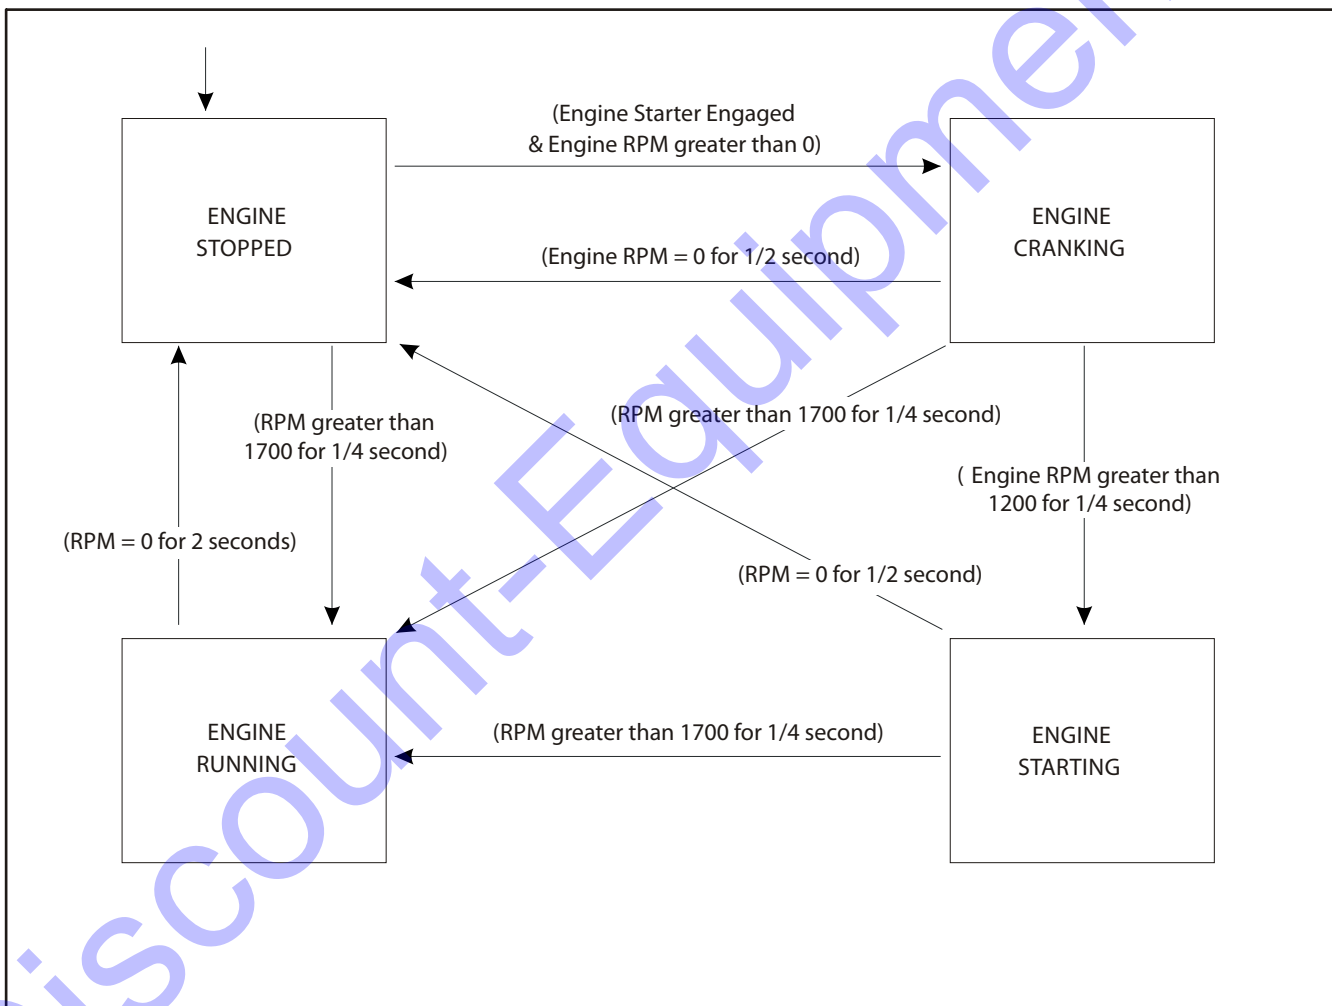 (Engine Starter Engaged
& Engine RPM greater than 0)
ENGINE
STOPPED
ENGINE
CRANKING
(Engine RPM = 0 for 1/2 second)
(RPM greater than
1700 for 1/4 second)
(RPM greater than 1700 for 1/4 second)
( Engine RPM greater than
1200 for 1/4 second)
(RPM = 0 for 2 seconds)
(RPM = 0 for 1/2 second)
ENGINE
RUNNING
(RPM greater than 1700 for 1/4 second)
ENGINE
STARTING
Discount-Equipment